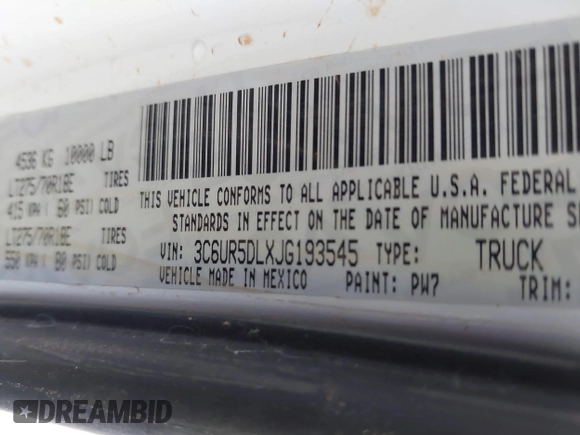 4536 KG 10000 LB
LT275/70R18E TIRES
415 KPA ( 60 PSI) COLD
LT275/70R18E TIRES
550 KPA ( 80 PSI) COLD
THIS VEHICLE CONFORMS TO ALL APPLICABLE U.S.A. FEDERAL
STANDARDS IN EFFECT ON THE DATE OF MANUFACTURE
VIN: 3C6UR5DLXJG193545 TYPE: TRUCK
VEHICLE MADE IN MEXICO PAINT: PW7 TRIM:
DREAMBID